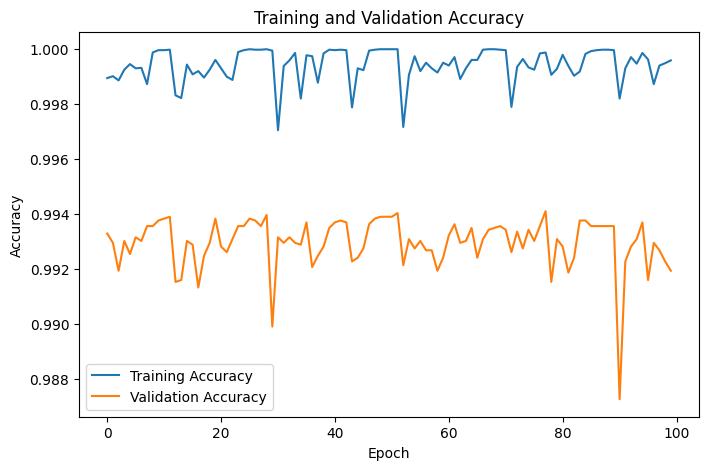 Training and Validation Accuracy
1.000
0.998
0.996
0.994
0.992
0.990
0.988
Accuracy
Training Accuracy
Validation Accuracy
0 20 40 60 80 100
Epoch